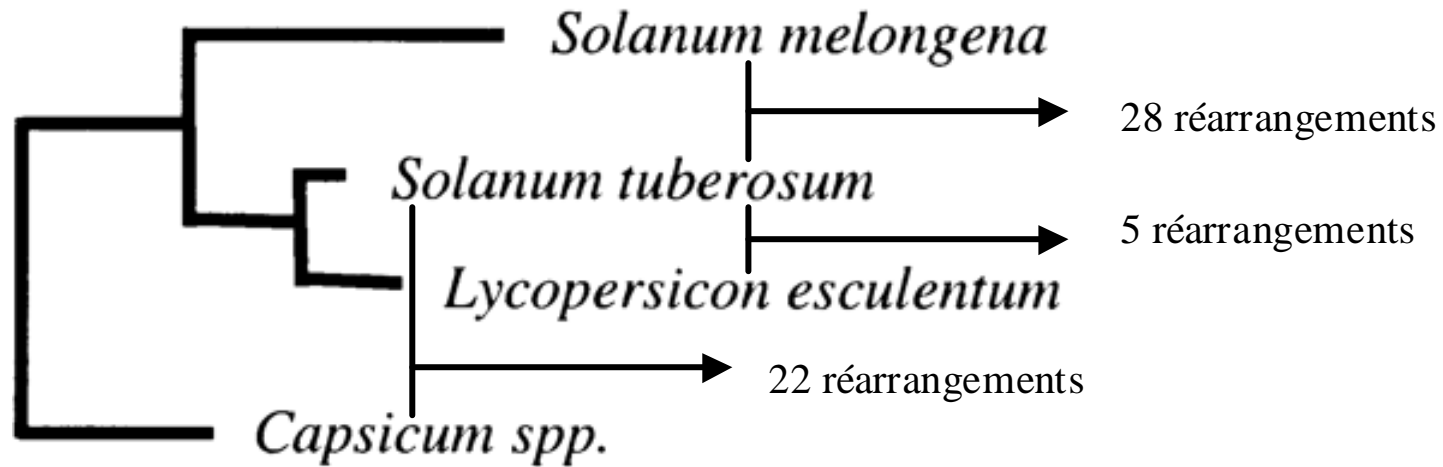 Solanum melongena
28 réarrangements
Solanum tuberosum
5 réarrangements
Lycopersicon esculentum
22 réarrangements
Capsicum spp.